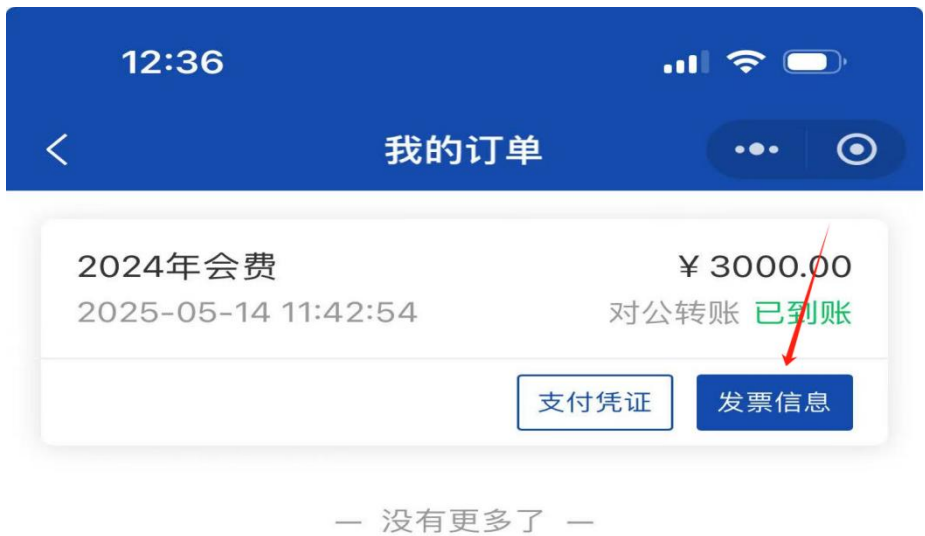 12:36
我的订单
2024年会费 ¥ 3000.00
2025-05-14 11:42:54 对公转账 已到账
支付凭证 发票信息
— 没有更多了 —